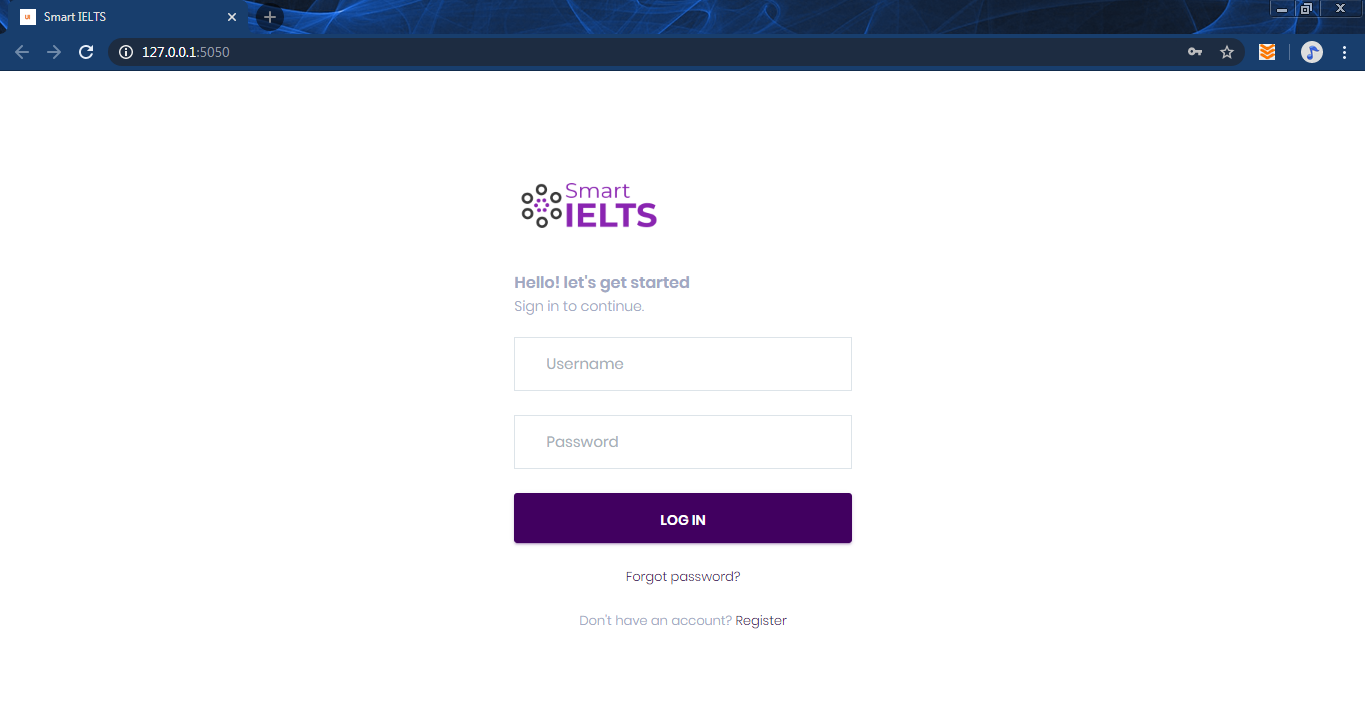 UI Smart IELTS
127.0.0.1:5050
Smart
IELTS
Hello! let's get started
Sign in to continue.
Username
Password
LOG IN
Forgot password?
Don't have an account? Register